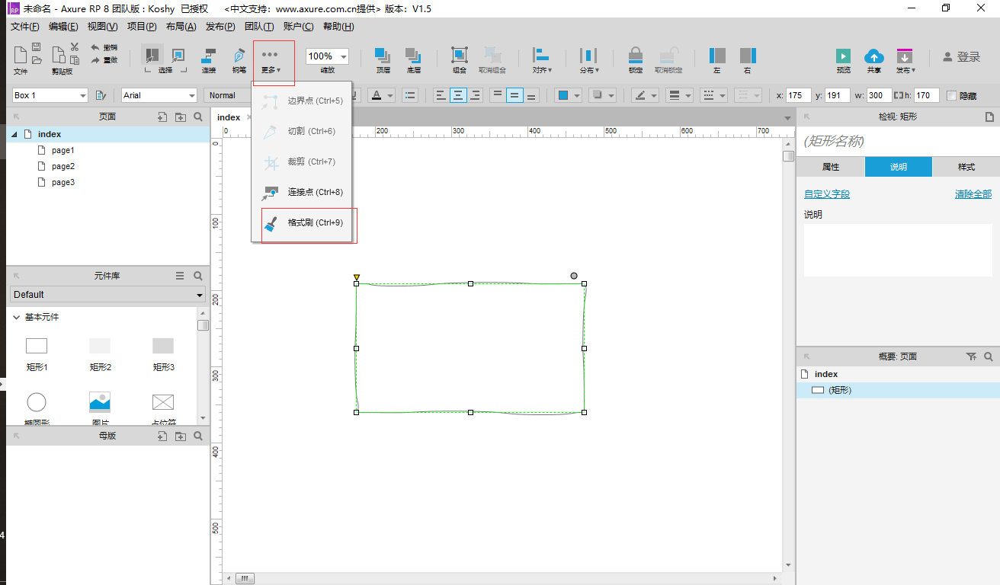 RP 未命名 - Axure RP 8 团队版 : Koshy 已授权 <中文支持：www.axure.com.cn提供> 版本：V1.5
文件(F) 编辑(E) 视图(V) 项目(P) 布局(A) 发布(P) 团队(T) 账户(C) 帮助(H)
撤销
重做
文件 剪贴板 选择 连接 钢笔 更多▾ 100% 缩放 顶层 底层 组合 取消组合 对齐▾ 分布▾ 锁定 取消锁定 左 右 预览 共享 发布▾ 登录
Box 1 Arial Normal U A x: 175 y: 191 w: 300 h: 170 隐藏
边界点 (Ctrl+5)
切割 (Ctrl+6)
裁剪 (Ctrl+7)
连接点 (Ctrl+8)
格式刷 (Ctrl+9)
页面
index
page1
page2
page3
元件库
Default
基本元件
矩形1 矩形2 矩形3
椭圆形 图片 占位符
母版
4
index
0 200 300 400 500 600 700
0
100
200
300
400
500
检视: 矩形
(矩形名称)
属性 说明 样式
自定义字段 清除全部
说明
概要: 页面
index
(矩形)